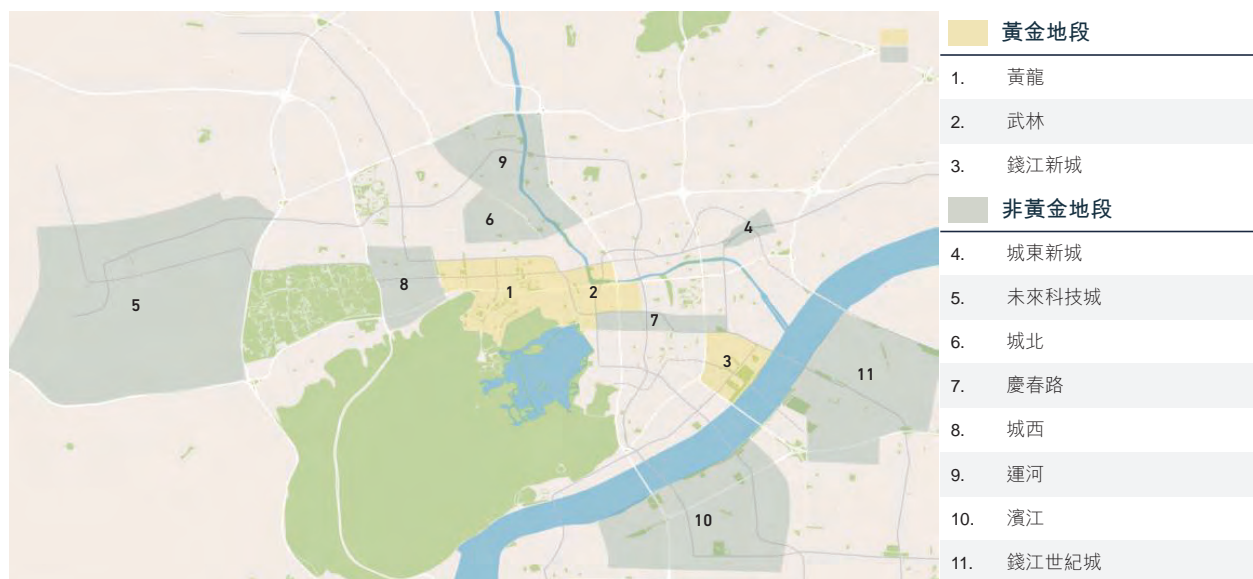 黃金地段
1. 黃龍
2. 武林
3. 錢江新城
非黃金地段
4. 城東新城
5. 未來科技城
6. 城北
7. 慶春路
8. 城西
9. 運河
10. 濱江
11. 錢江世紀城
9
6
4
8
1
2
5
7
3
11
10